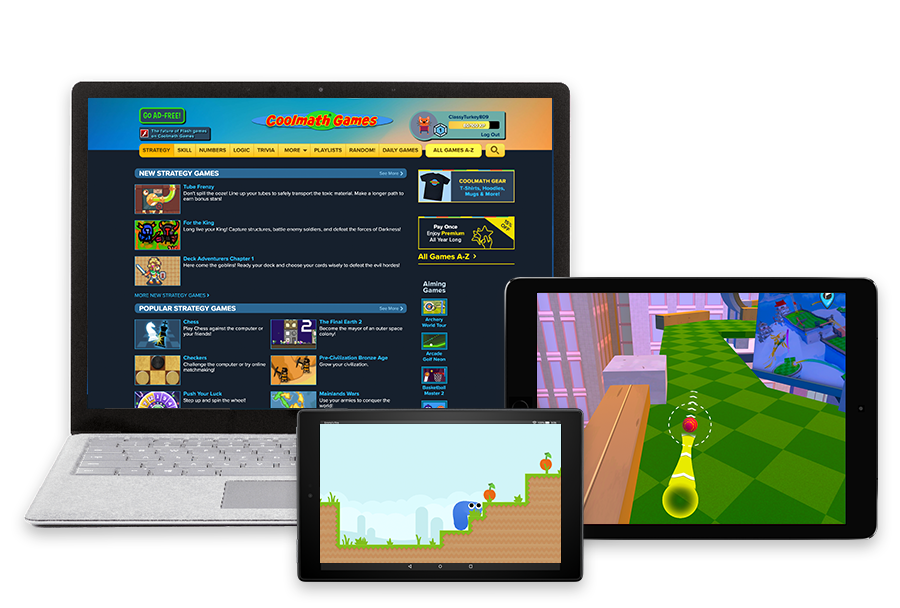 GO AD-FREE!
The future of Flash games
on Coolmath Games
Coolmath Games
ClassyTurkey809
Log Out
STRATEGY SKILL NUMBERS LOGIC TRIVIA MORE PLAYLISTS RANDOM! DAILY GAMES ALL GAMES A-Z
NEW STRATEGY GAMES
See More
Tube Frenzy
Don't spill the ooze! Line up your tubes to safely transport the toxic material. Make a longer path to
earn bonus stars!
For the King
Long live your King! Capture structures, battle enemy soldiers, and defeat the forces of Darkness!
Deck Adventurers Chapter 1
Here come the goblins! Ready your deck and choose your cards wisely to defeat the evil hordes!
MORE NEW STRATEGY GAMES
POPULAR STRATEGY GAMES
See More
Chess
Play Chess against the computer or
your friends!
The Final Earth 2
Become the mayor of an outer space
colony!
Checkers
Challenge the computer or try online
matchmaking!
Pre-Civilization Bronze Age
Grow your civilization.
Push Your Luck
Step up and spin the wheel!
Mainlands Wars
Use your armies to conquer the
world!
COOLMATH GEAR
T-Shirts, Hoodies,
Mugs & More!
Pay Once
Enjoy Premium
All Year Long
OFF
All Games A-Z
Aiming
Games
Archery
World Tour
Arcade
Golf Neon
Basketball
Master 2
2